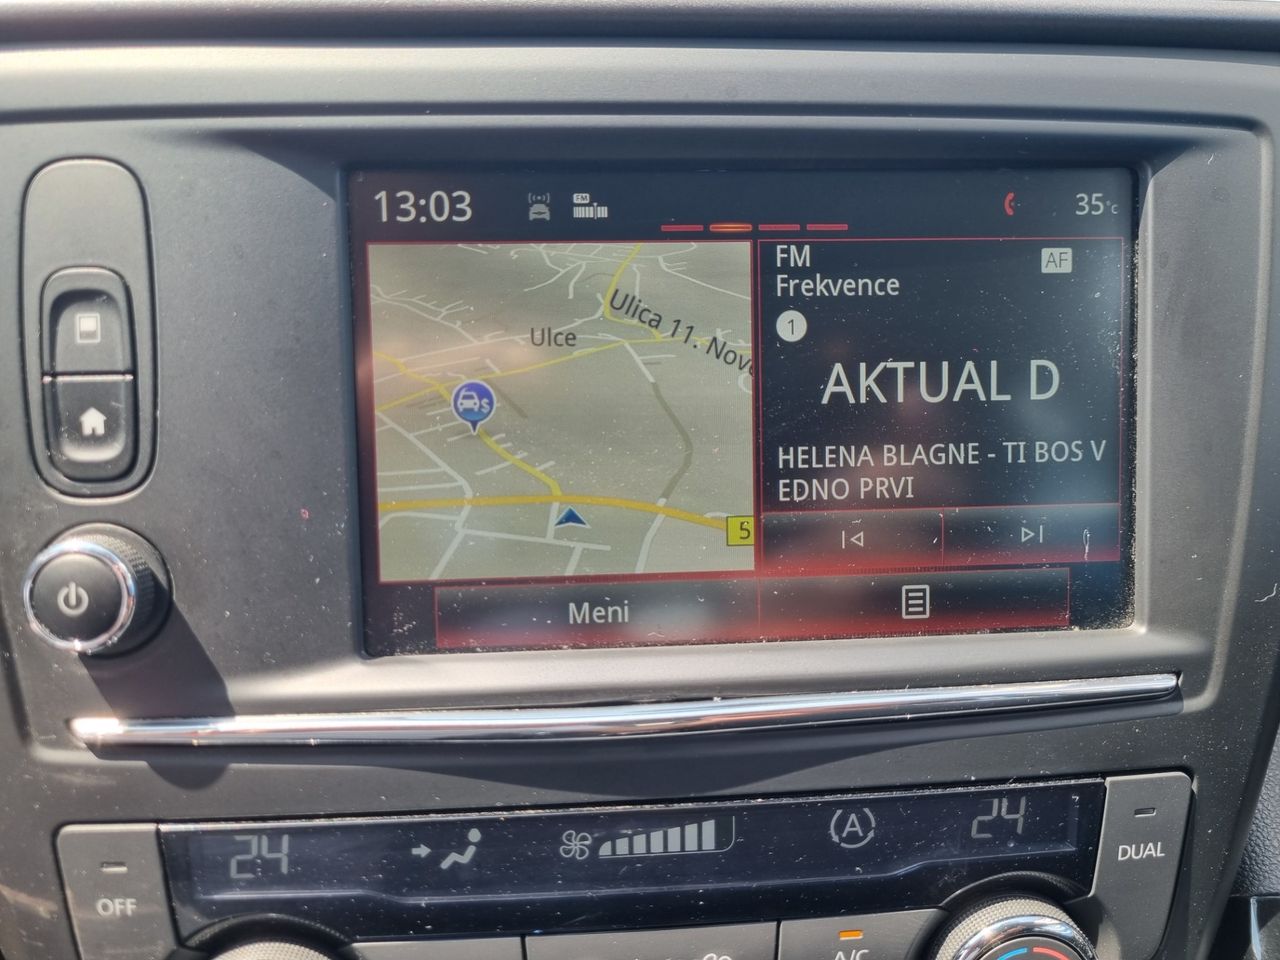 13:03
FM
35°C
FM
AF
Frekvence
1
Ulica 11. Nove
Ulce
$
AKTUAL D
HELENA BLAGNE - TI BOS V
EDNO PRVI
5
Meni
24
A
24
OFF
DUAL
A/C